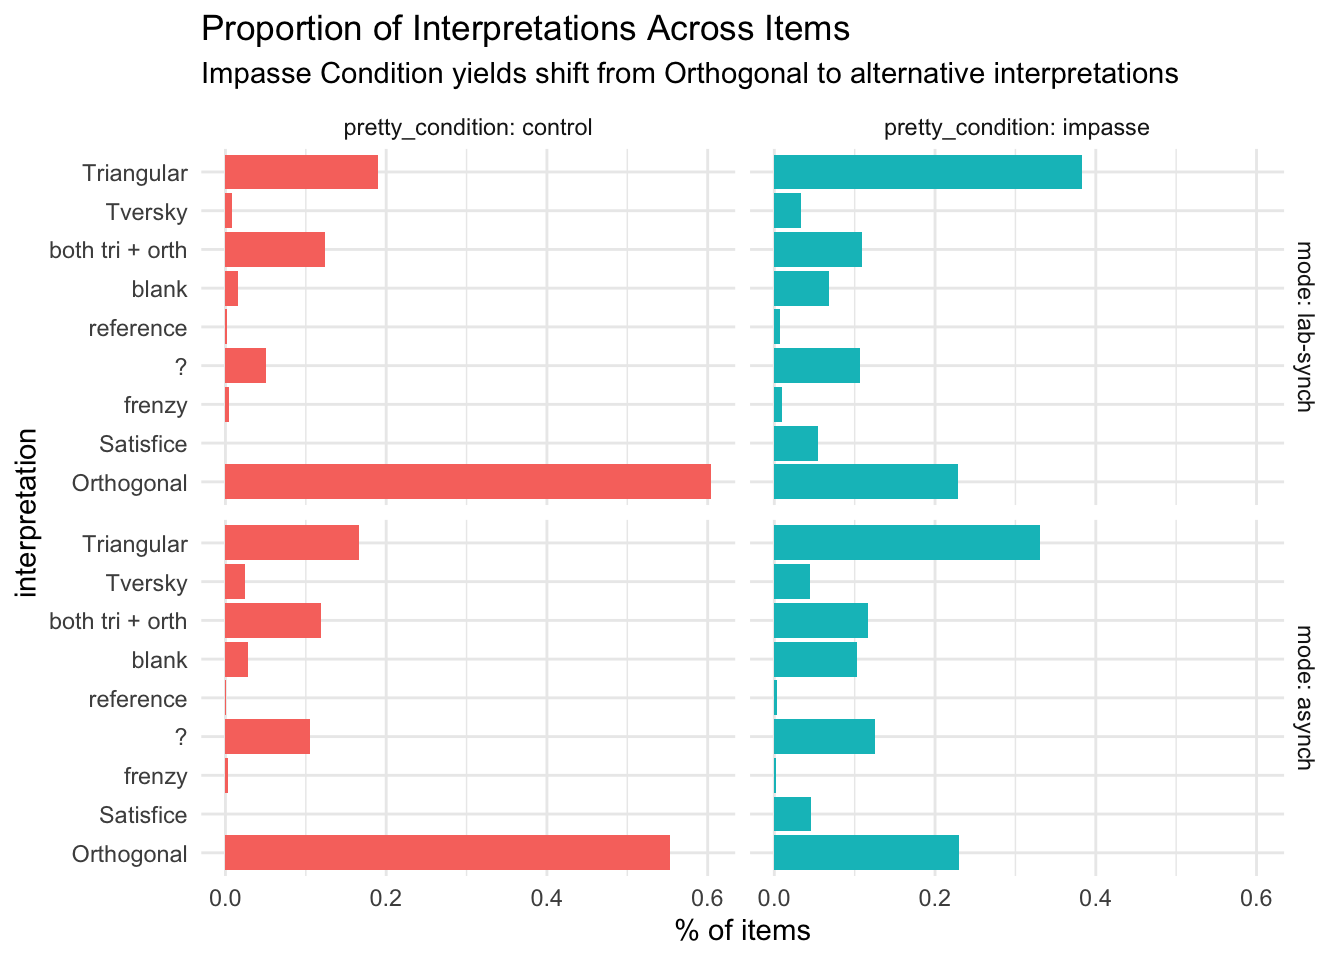 Proportion of Interpretations Across Items
Impasse Condition yields shift from Orthogonal to alternative interpretations
pretty_condition: control
pretty_condition: impasse
Triangular
Tversky
both tri + orth
blank
reference
?
frenzy
Satisfice
Orthogonal
mode: lab-synch
Triangular
Tversky
both tri + orth
blank
reference
?
frenzy
Satisfice
Orthogonal
mode: asynch
interpretation
0.0 0.2 0.4 0.6 0.0 0.2 0.4 0.6
% of items